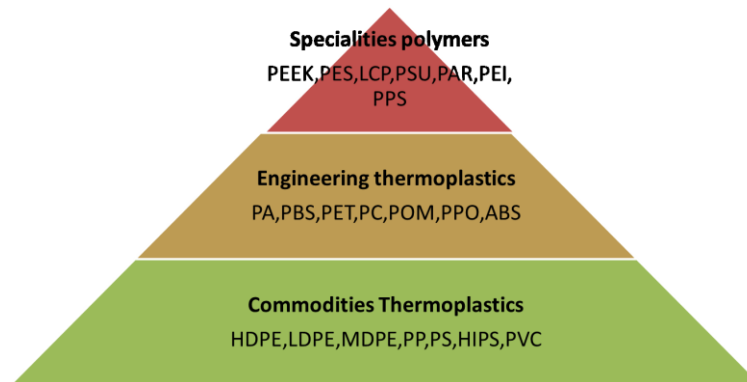 Specialities polymers
PEEK,PES,LCP,PSU,PAR,PEI,
PPS
Engineering thermoplastics
PA,PBS,PET,PC,POM,PPO,ABS
Commodities Thermoplastics
HDPE,LDPE,MDPE,PP,PS,HIPS,PVC